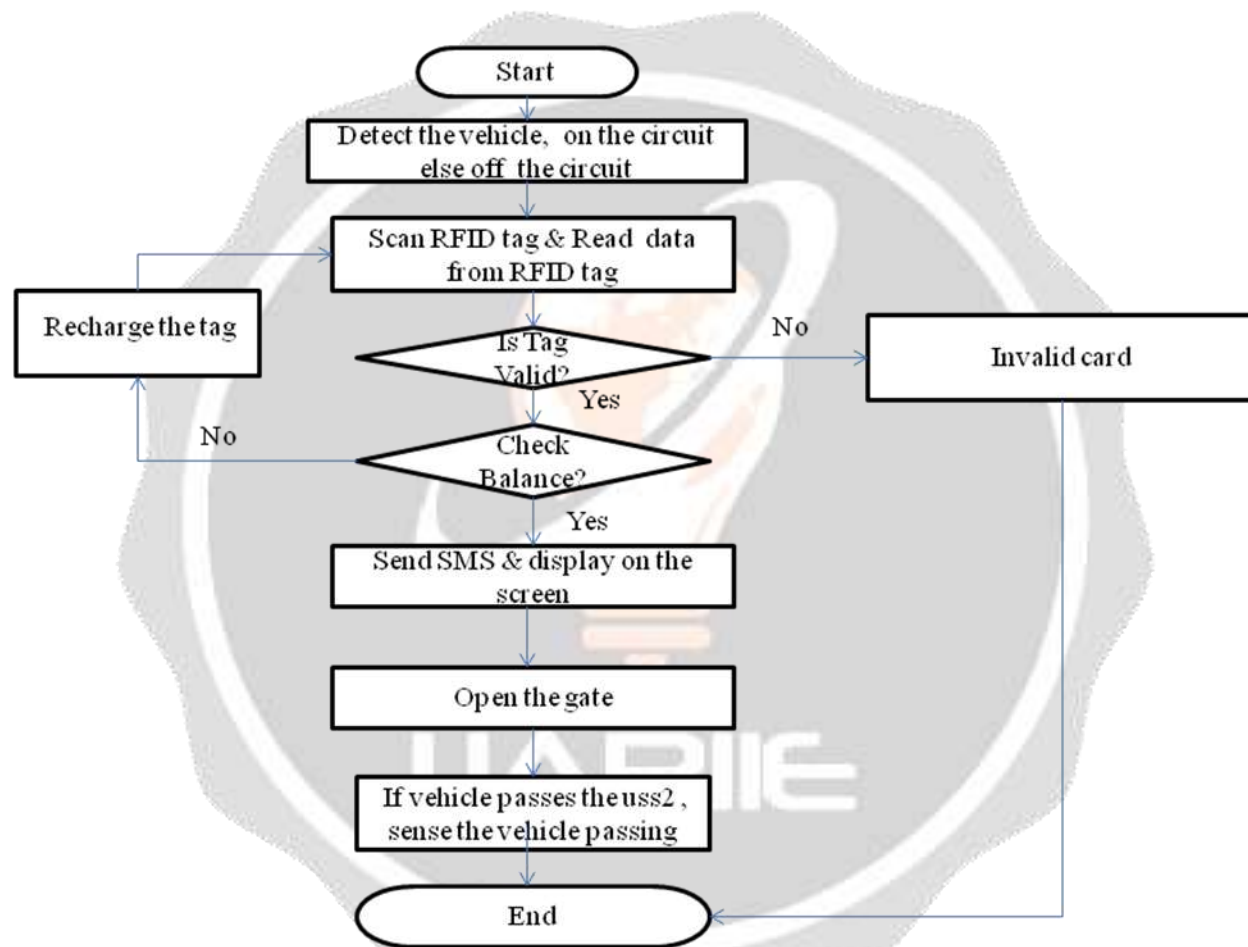 Start
Detect the vehicle, on the circuit
else off the circuit
Scan RFID tag & Read data
from RFID tag
Recharge the tag
Is Tag
Valid?
No
Invalid card
Yes
Check
Balance?
No
Yes
Send SMS & display on the
screen
Open the gate
IJARIIE
If vehicle passes the uss2 ,
sense the vehicle passing
End